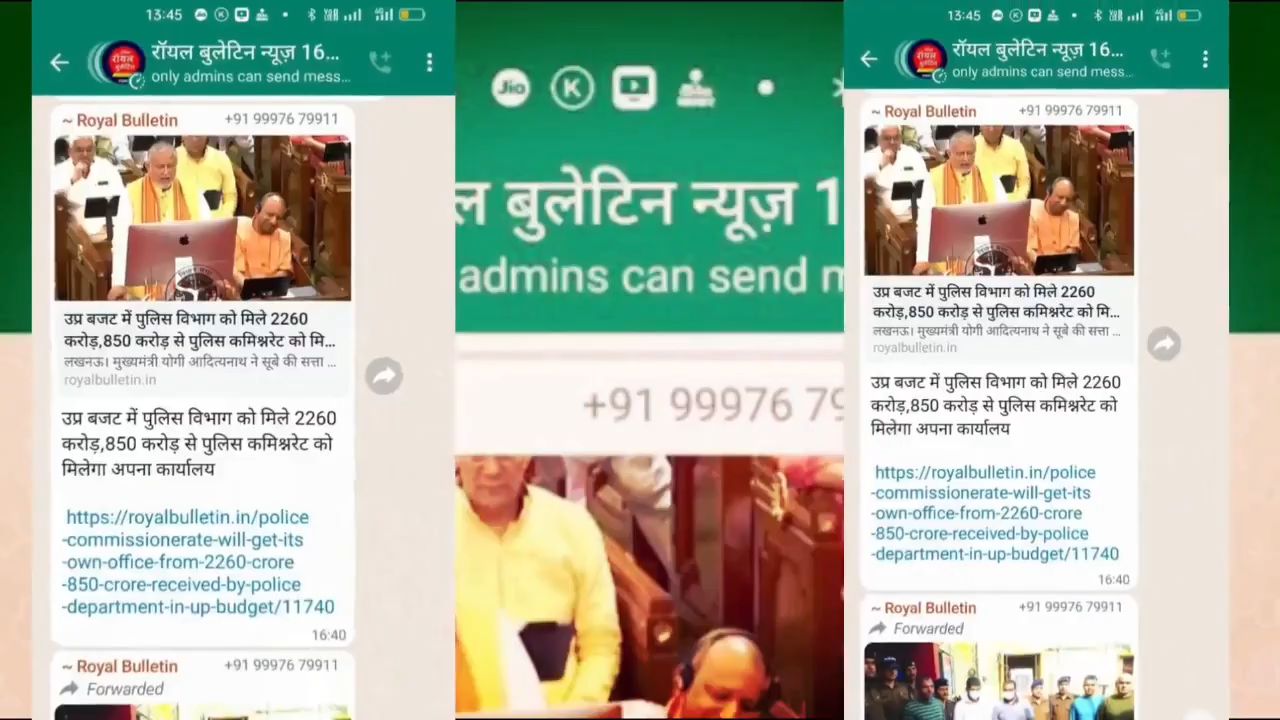 13:45
रॉयल बुलेटिन न्यूज़ 16...
only admins can send mess...
~ Royal Bulletin +91 99976 79911
उप्र बजट में पुलिस विभाग को मिले 2260
करोड़,850 करोड़ से पुलिस कमिश्नरेट को मि...
लखनऊ। मुख्यमंत्री योगी आदित्यनाथ ने सूबे की सत्ता ...
royalbulletin.in
उप्र बजट में पुलिस विभाग को मिले 2260
करोड़,850 करोड़ से पुलिस कमिश्नरेट को
मिलेगा अपना कार्यालय
https://royalbulletin.in/police
-commissionerate-will-get-its
-own-office-from-2260-crore
-850-crore-received-by-police
-department-in-up-budget/11740
16:40
~ Royal Bulletin +91 99976 79911
Forwarded
Jio K
ल बुलेटिन न्यूज़ 1
admins can send m
+91 99976 79
13:45
रॉयल बुलेटिन न्यूज़ 16...
only admins can send mess...
~ Royal Bulletin +91 99976 79911
उप्र बजट में पुलिस विभाग को मिले 2260
करोड़,850 करोड़ से पुलिस कमिश्नरेट को मि...
लखनऊ। मुख्यमंत्री योगी आदित्यनाथ ने सूबे की सत्ता ...
royalbulletin.in
उप्र बजट में पुलिस विभाग को मिले 2260
करोड़,850 करोड़ से पुलिस कमिश्नरेट को
मिलेगा अपना कार्यालय
https://royalbulletin.in/police
-commissionerate-will-get-its
-own-office-from-2260-crore
-850-crore-received-by-police
-department-in-up-budget/11740
16:40
~ Royal Bulletin +91 99976 79911
Forwarded